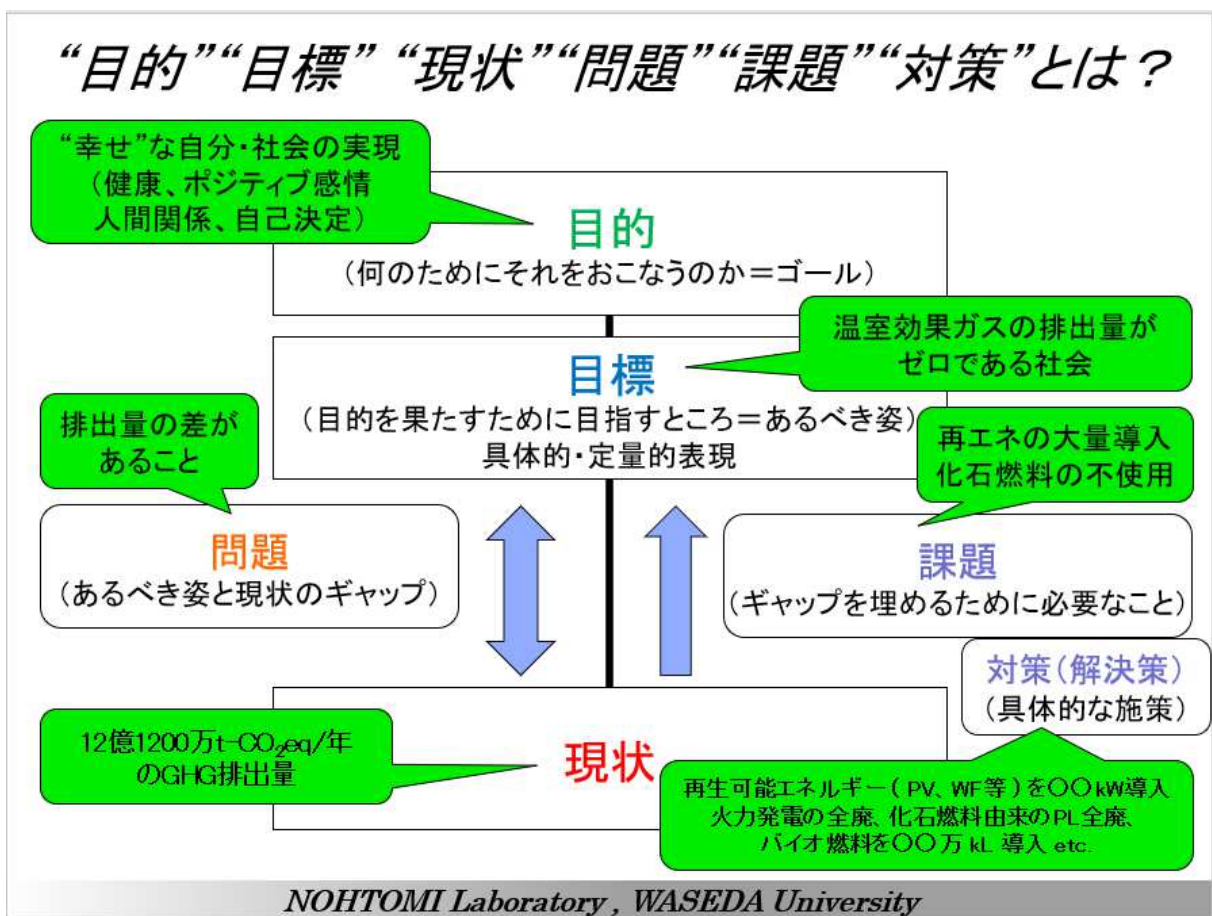 “目的”“目標” “現状”“問題”“課題”“対策”とは？
“幸せ”な自分・社会の実現
（健康、ポジティブ感情
人間関係、自己決定）
目的
（何のためにそれをおこなうのか＝ゴール）
温室効果ガスの排出量が
ゼロである社会
目標
（目的を果たすために目指すところ＝あるべき姿）
具体的・定量的表現
排出量の差が
あること
再エネの大量導入
化石燃料の不使用
問題
（あるべき姿と現状のギャップ）
課題
（ギャップを埋めるために必要なこと）
対策（解決策）
（具体的な施策）
12億1200万t-CO₂eq/年
のGHG排出量
現状
再生可能エネルギー（PV、WF等）を〇〇kW導入
火力発電の全廃、化石燃料由来のPL全廃、
バイオ燃料を〇〇万kL 導入 etc.
NOHTOMI Laboratory , WASEDA University